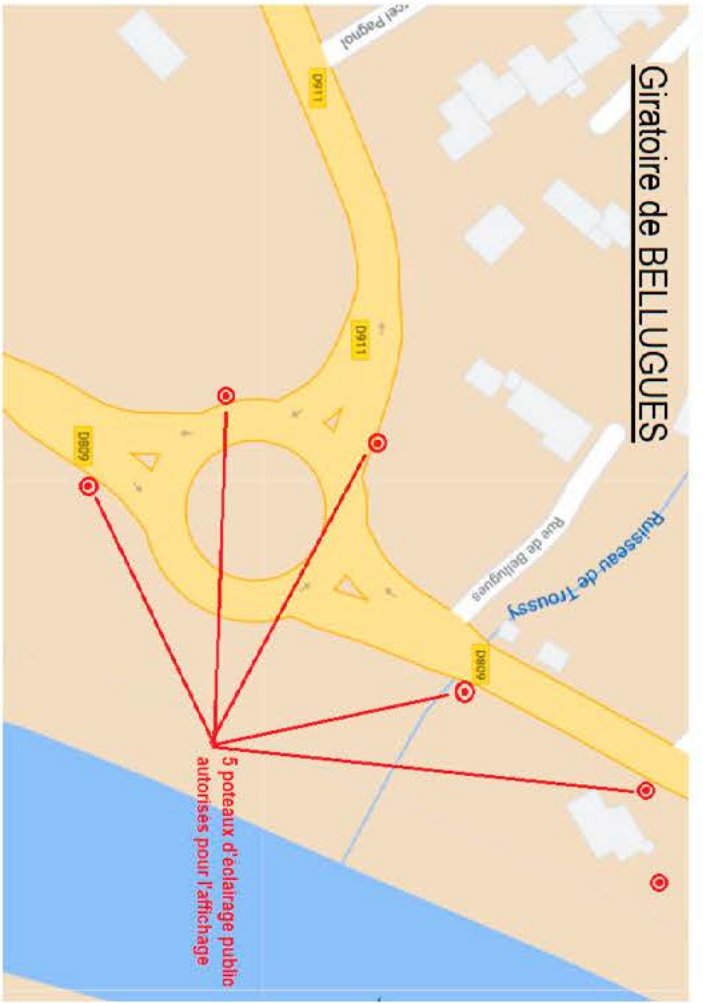 Giratoire de BELLUGUES
cel Pagnol
D911
D911
Rue de Bellugues
Ruisseau de Troussy
D809
D809
5 poteaux d'éclairage public
autorisés pour l'affichage